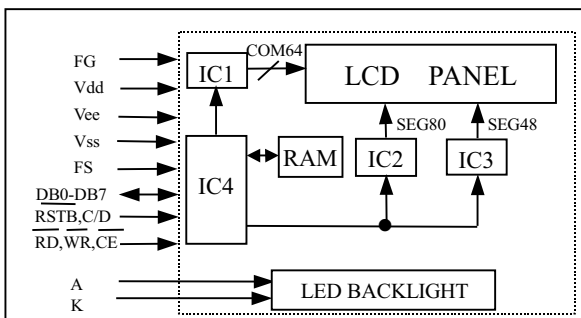 FG
Vdd
Vee
Vss
FS
DB0-DB7
RSTB,C/D
RD,WR,CE
A
K
IC1
COM64
LCD PANEL
SEG80
SEG48
IC4
RAM
IC2
IC3
LED BACKLIGHT